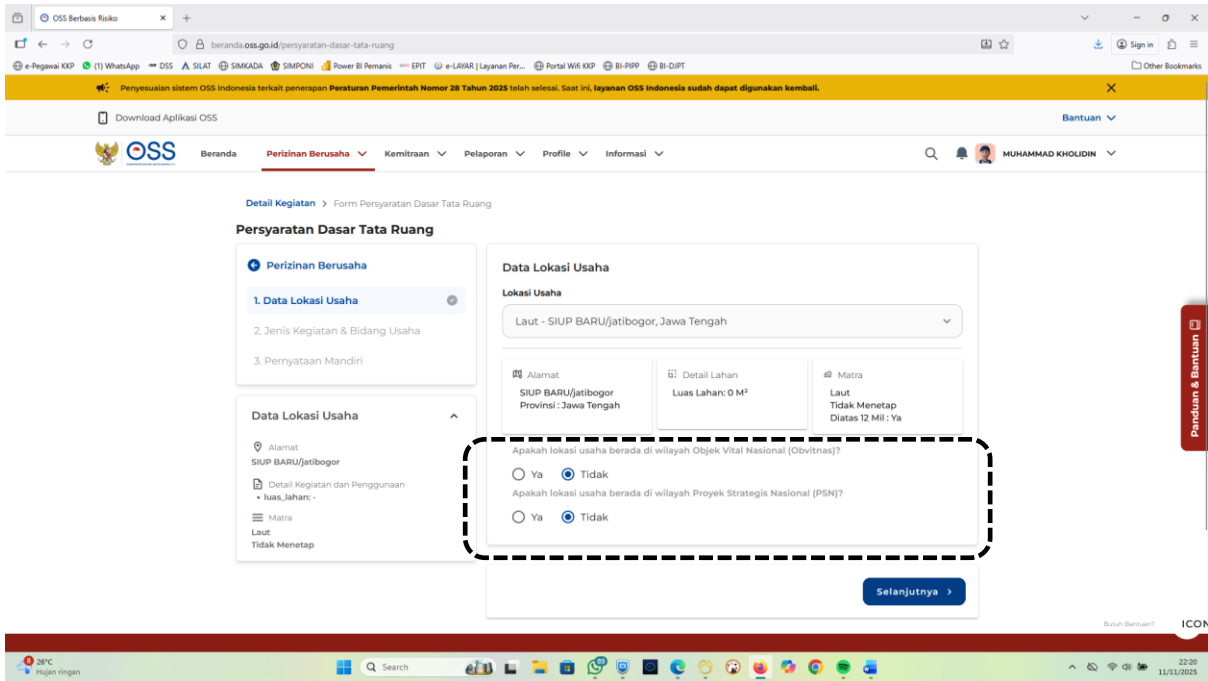 OSS Berbasis Risiko
beranda.oss.go.id/persyaratan-dasar-tata-ruang
Sign in
e-Pegawai KKP (1) WhatsApp DSS SILAT SIMKADA SIMPONI Power BI Pemanis EPIT e-LAYAR | Layanan Per... Portal Wifi KKP BI-PIPP BI-DJPT Other Bookmarks
Penyesuaian sistem OSS Indonesia terkait penerapan Peraturan Pemerintah Nomor 28 Tahun 2025 telah selesai. Saat ini, layanan OSS Indonesia sudah dapat digunakan kembali.
Download Aplikasi OSS
Bantuan
OSS
Beranda Perizinan Berusaha Kemitraan Pelaporan Profile Informasi
MUHAMMAD KHOLIDIN
Detail Kegiatan > Form Persyaratan Dasar Tata Ruang
Persyaratan Dasar Tata Ruang
Perizinan Berusaha
1. Data Lokasi Usaha
2. Jenis Kegiatan & Bidang Usaha
3. Pernyataan Mandiri
Data Lokasi Usaha
Alamat
SIUP BARU/jatibogor
Detail Kegiatan dan Penggunaan
• luas_lahan: -
Matra
Laut
Tidak Menetap
Data Lokasi Usaha
Lokasi Usaha
Laut - SIUP BARU/jatibogor, Jawa Tengah
Alamat
SIUP BARU/jatibogor
Provinsi : Jawa Tengah
Detail Lahan
Luas Lahan: 0 M²
Matra
Laut
Tidak Menetap
Diatas 12 Mil : Ya
Apakah lokasi usaha berada di wilayah Objek Vital Nasional (Obvitnas)?
Ya Tidak
Apakah lokasi usaha berada di wilayah Proyek Strategis Nasional (PSN)?
Ya Tidak
Selanjutnya >
Panduan & Bantuan
Butuh Bantuan?
ICON
8
26°C
Hujan ringan
Search
22:20
11/11/2025